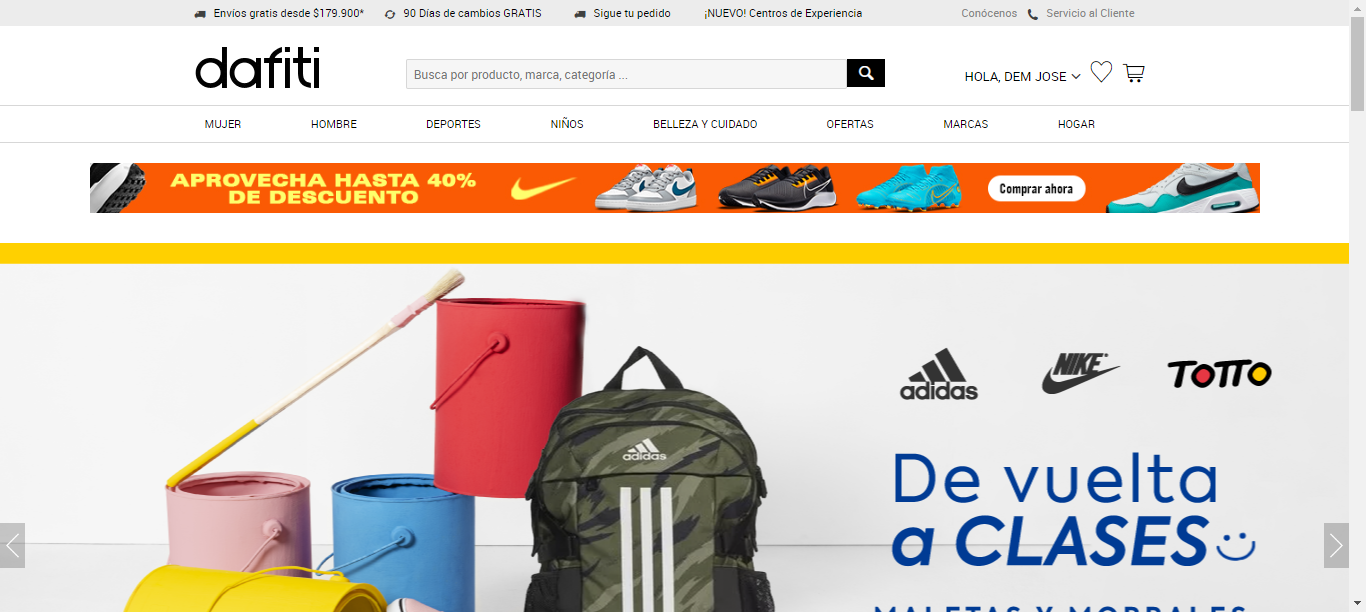 Envíos gratis desde $179.900*
90 Días de cambios GRATIS
Sigue tu pedido
¡NUEVO! Centros de Experiencia
Conócenos
Servicio al Cliente
dafiti
Busca por producto, marca, categoría ...
HOLA, DEM JOSE
MUJER
HOMBRE
DEPORTES
NIÑOS
BELLEZA Y CUIDADO
OFERTAS
MARCAS
HOGAR
APROVECHA HASTA 40%
DE DESCUENTO
Comprar ahora
adidas
NIKE
TOTTO
adidas
De vuelta
a CLASES
MALETAS Y MORRALES